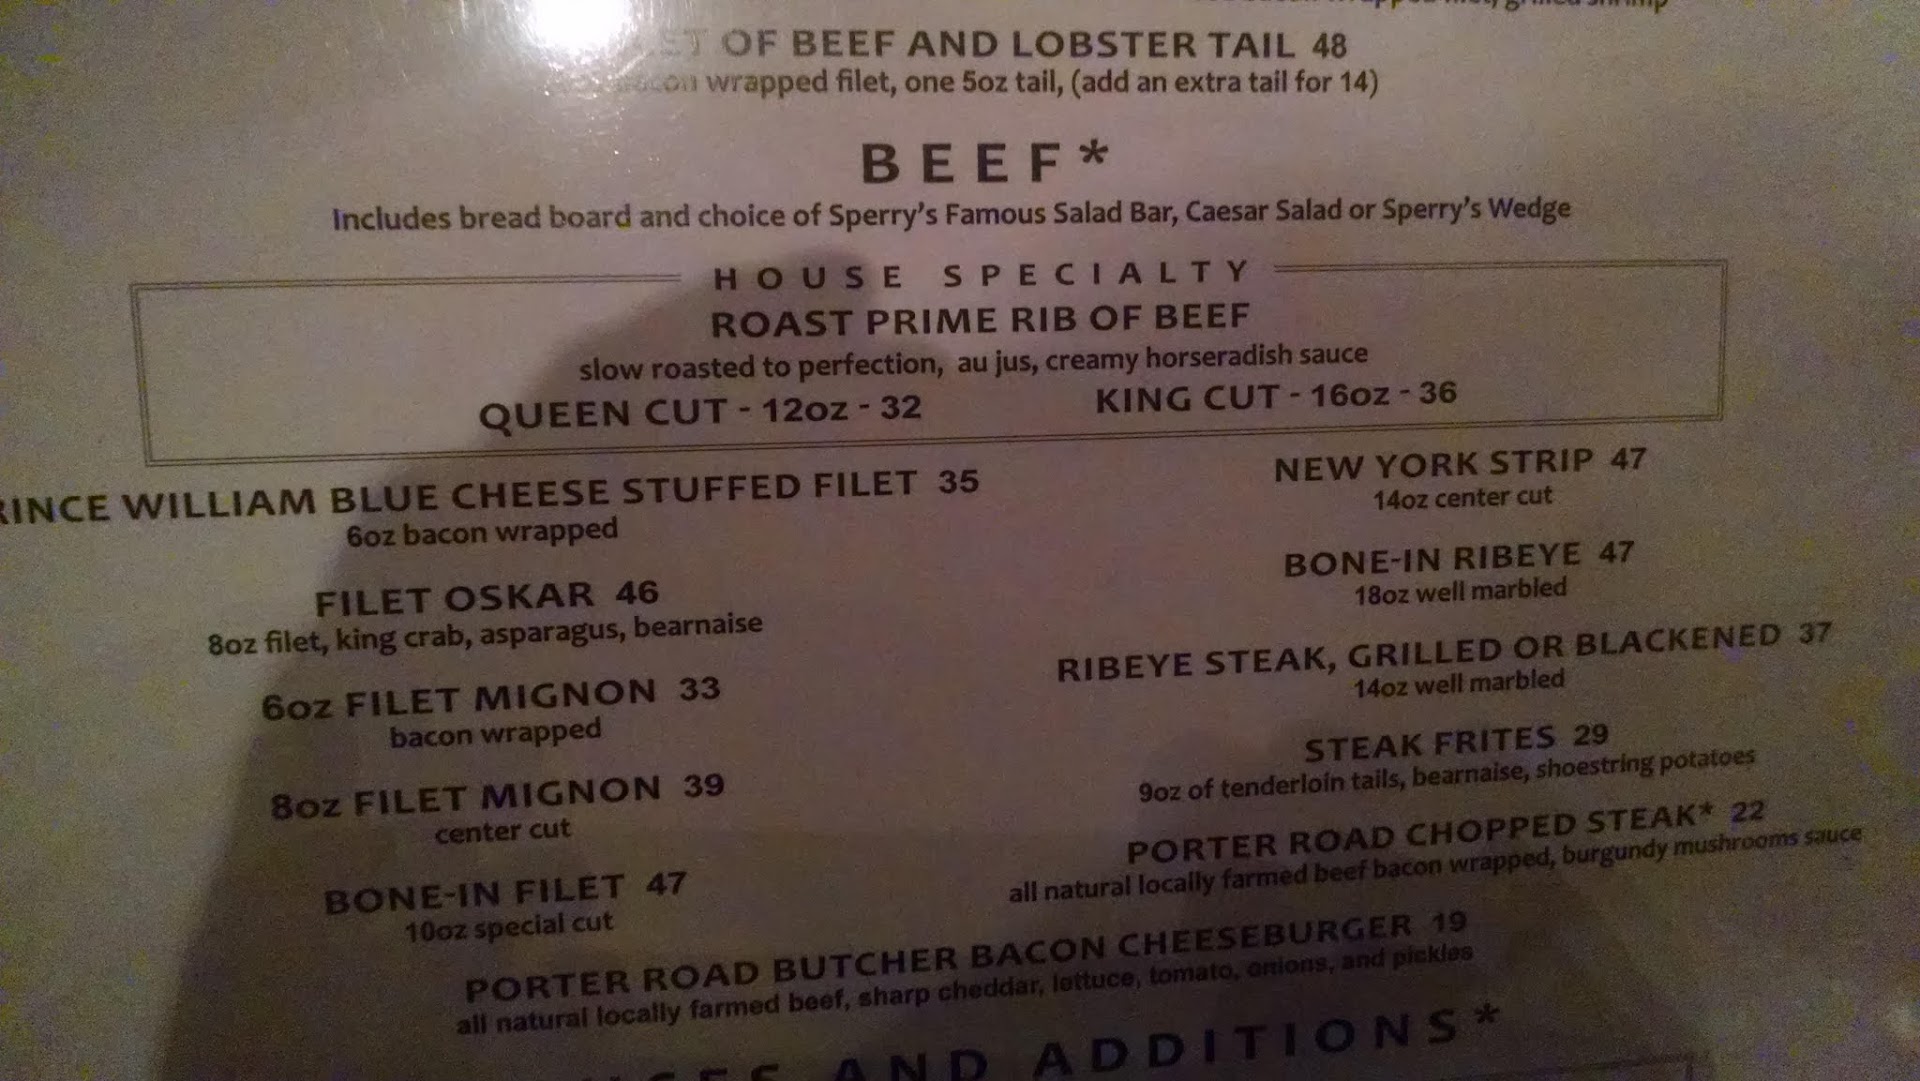 OF BEEF AND LOBSTER TAIL 48
wrapped filet, one 5oz tail, (add an extra tail for 14)
BEEF*
Includes bread board and choice of Sperry's Famous Salad Bar, Caesar Salad or Sperry's Wedge
HOUSE SPECIALTY
ROAST PRIME RIB OF BEEF
slow roasted to perfection, au jus, creamy horseradish sauce
QUEEN CUT - 12oz - 32
KING CUT - 16oz - 36
RINCE WILLIAM BLUE CHEESE STUFFED FILET 35
6oz bacon wrapped
FILET OSKAR 46
8oz filet, king crab, asparagus, bearnaise
6oz FILET MIGNON 33
bacon wrapped
8oz FILET MIGNON 39
center cut
BONE-IN FILET 47
10oz special cut
NEW YORK STRIP 47
14oz center cut
BONE-IN RIBEYE 47
18oz well marbled
RIBEYE STEAK, GRILLED OR BLACKENED 37
14oz well marbled
STEAK FRITES 29
9oz of tenderloin tails, bearnaise, shoestring potatoes
PORTER ROAD CHOPPED STEAK* 22
all natural locally farmed beef bacon wrapped, burgundy mushrooms sauce
PORTER ROAD BUTCHER BACON CHEESEBURGER 19
all natural locally farmed beef, sharp cheddar, lettuce, tomato, onions, and pickles
AND ADDITIONS*